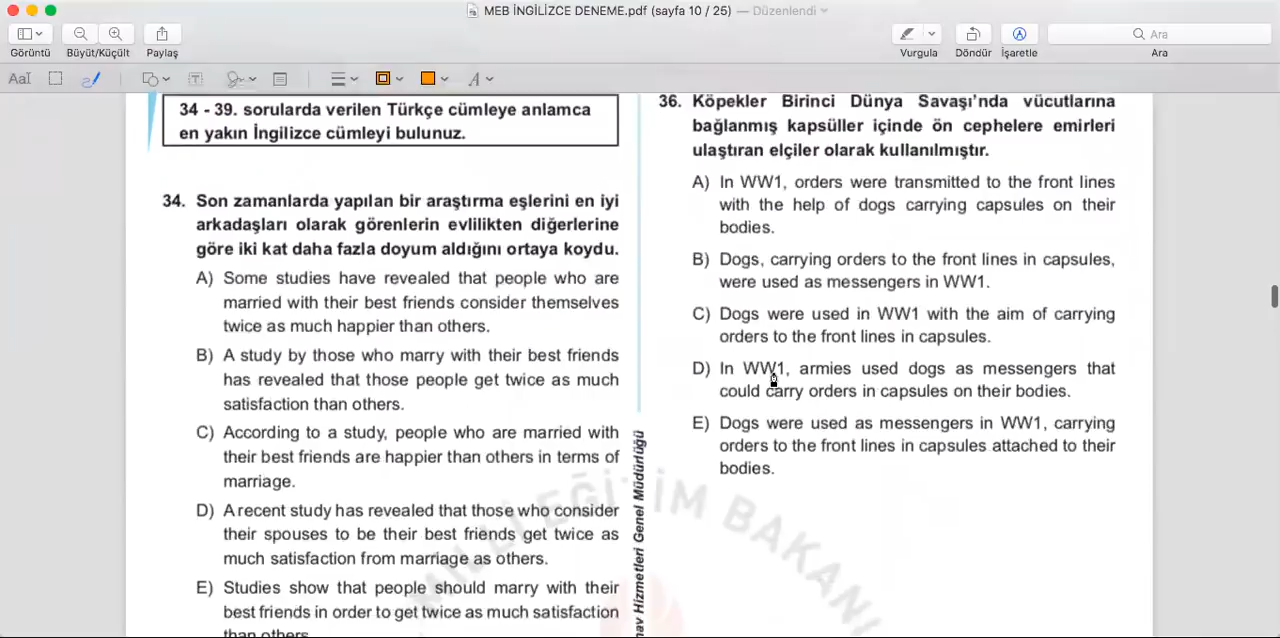 MEB İNGİLİZCE DENEME.pdf (sayfa 10 / 25) — Düzenlendi
Görüntü
Büyüt/Küçült
Paylaş
Vurgula
Döndür
İşaretle
Ara
Ara
AaI
A
34 - 39. sorularda verilen Türkçe cümleye anlamca
en yakın İngilizce cümleyi bulunuz.
34. Son zamanlarda yapılan bir araştırma eşlerini en iyi
arkadaşları olarak görenlerin evlilikten diğerlerine
göre iki kat daha fazla doyum aldığını ortaya koydu.
A) Some studies have revealed that people who are
married with their best friends consider themselves
twice as much happier than others.
B) A study by those who marry with their best friends
has revealed that those people get twice as much
satisfaction than others.
C) According to a study, people who are married with
their best friends are happier than others in terms of
marriage.
D) A recent study has revealed that those who consider
their spouses to be their best friends get twice as
much satisfaction from marriage as others.
E) Studies show that people should marry with their
best friends in order to get twice as much satisfaction
than others.
36. Köpekler Birinci Dünya Savaşı'nda vücutlarına
bağlanmış kapsüller içinde ön cephelere emirleri
ulaştıran elçiler olarak kullanılmıştır.
A) In WW1, orders were transmitted to the front lines
with the help of dogs carrying capsules on their
bodies.
B) Dogs, carrying orders to the front lines in capsules,
were used as messengers in WW1.
C) Dogs were used in WW1 with the aim of carrying
orders to the front lines in capsules.
D) In WW1, armies used dogs as messengers that
could carry orders in capsules on their bodies.
E) Dogs were used as messengers in WW1, carrying
orders to the front lines in capsules attached to their
bodies.
nav Hizmetleri Genel Müdürlüğü
MİLLÎ EĞİTİM BAKANI